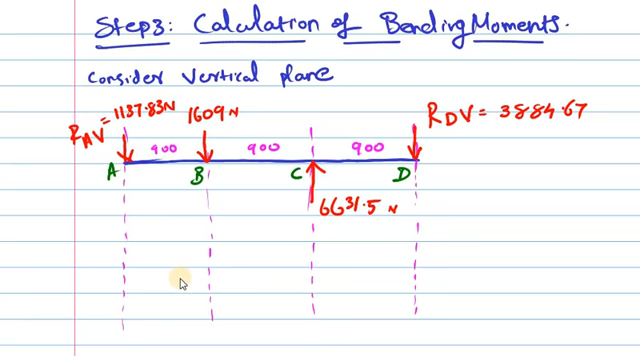 Step3: Calculation of Bending Moments.
Consider Vertical plane
RAV = 1137.83N 1609N RDV = 3884.67
900 900 900
A B C D
6631.5 N